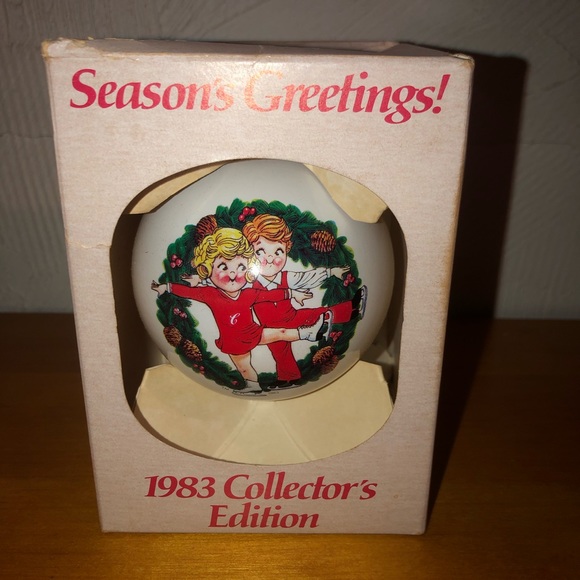 Season's Greetings!
C
1983 Collector's
Edition